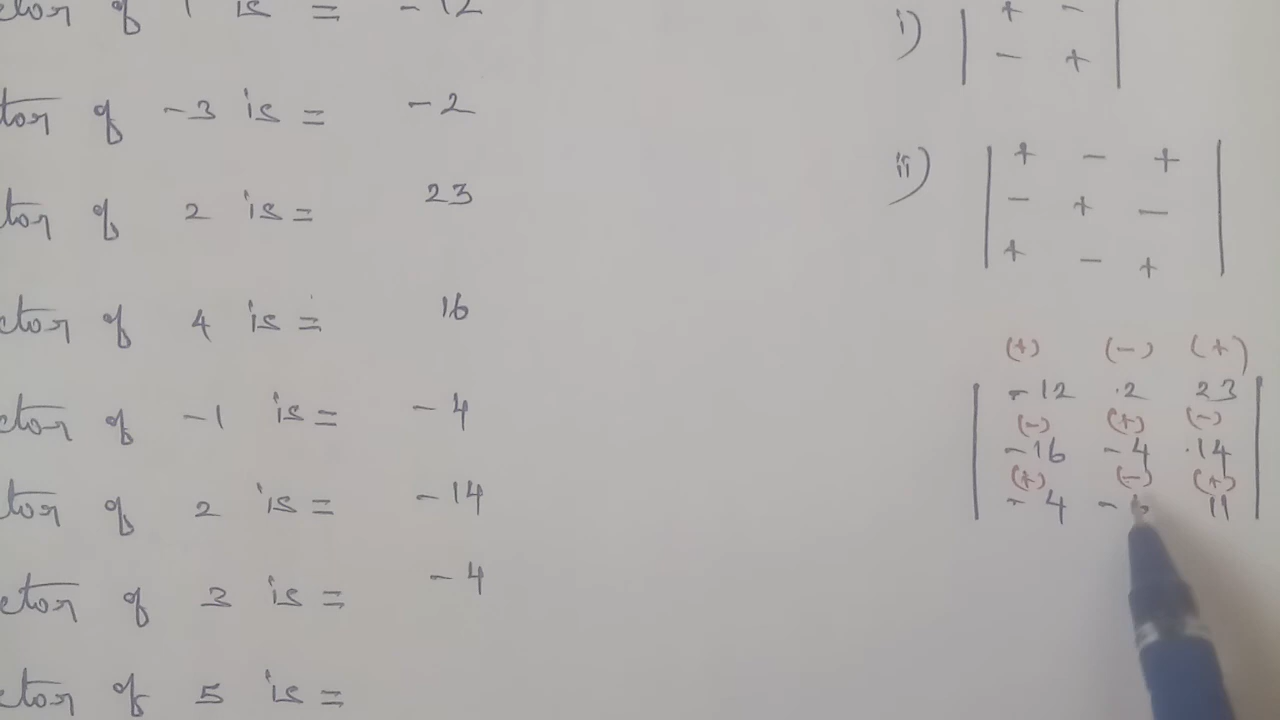 ctor of 1 is = -12
ctor of -3 is = -2
ctor of 2 is = 23
ctor of 4 is = 16
ctor of -1 is = -4
ctor of 2 is = -14
ctor of 3 is = -4
ctor of 5 is =
i) | + - |
| - + |
ii) | + - + |
| - + - |
| + - + |
(+) (-) (+)
-12 2 23
(-) (+) (-)
-16 -4 14
(+) (-) (+)
-4 - 11